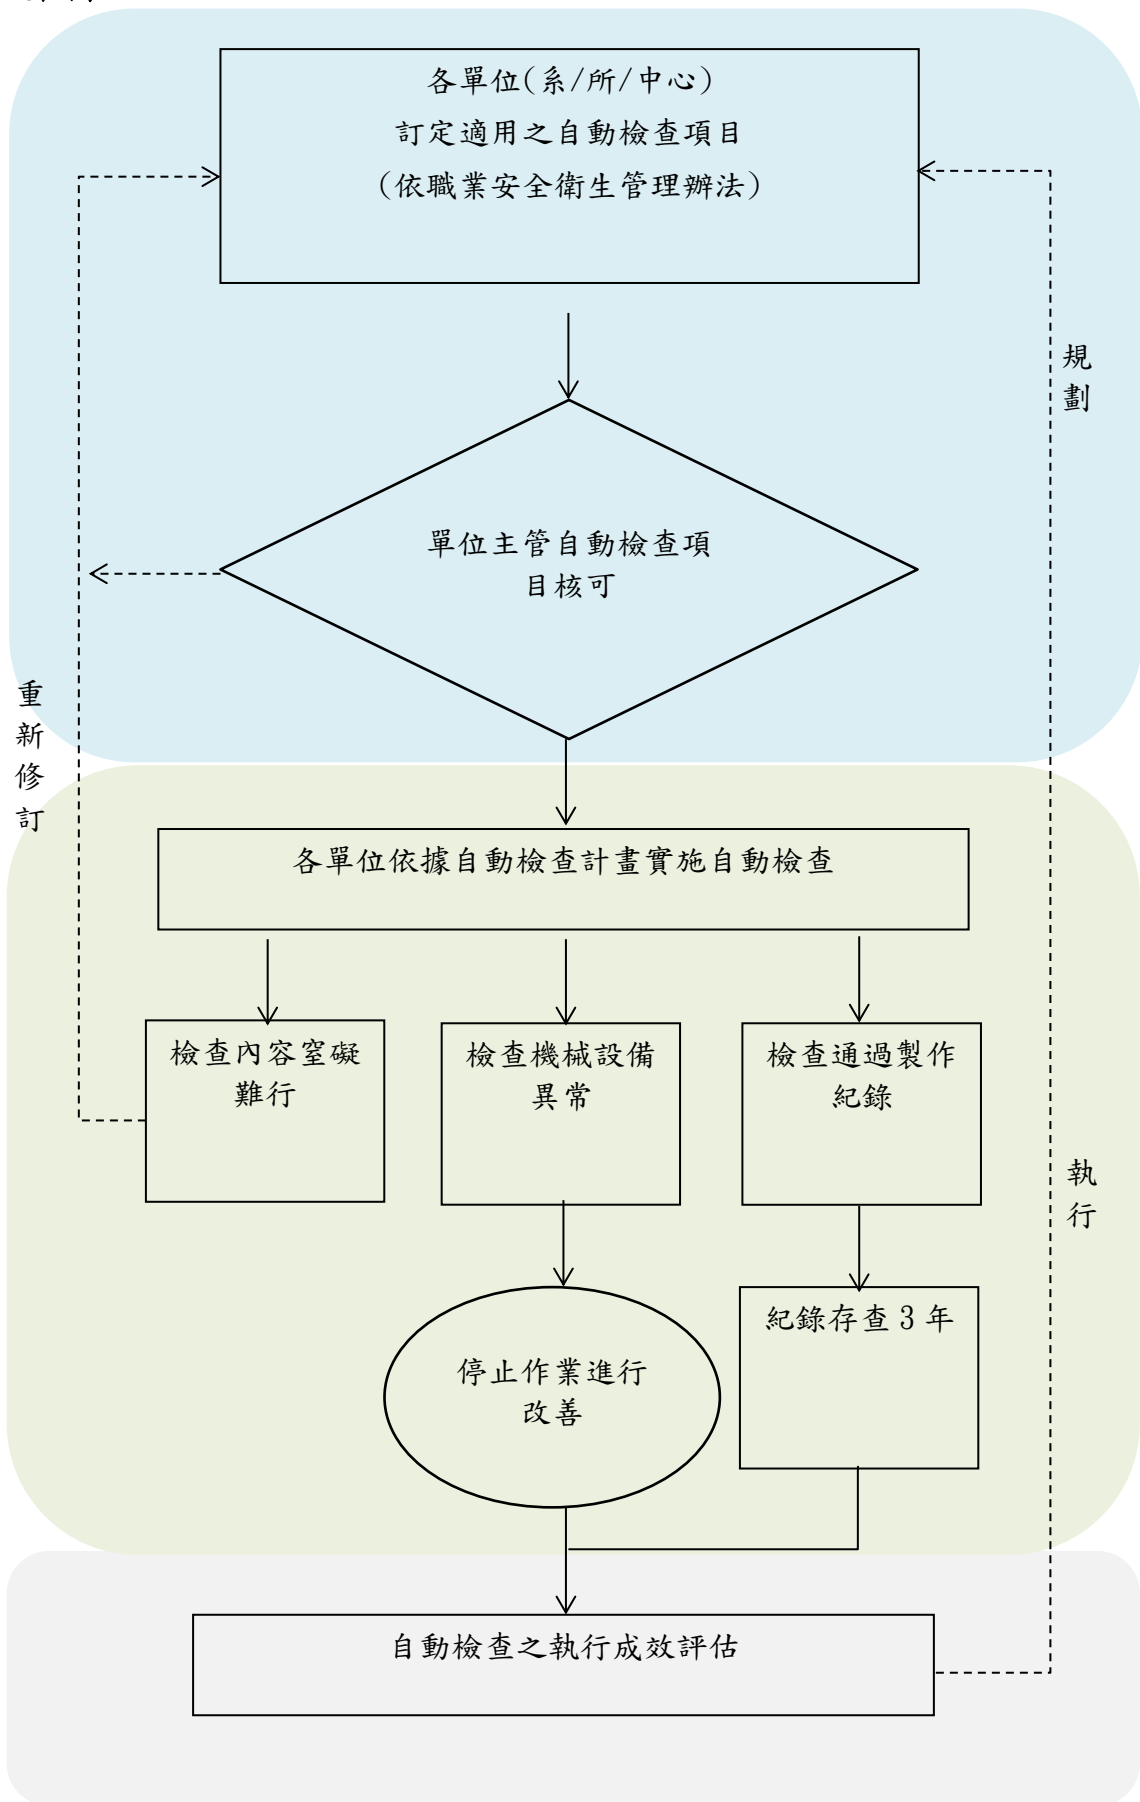 各單位(系/所/中心)
訂定適用之自動檢查項目
(依職業安全衛生管理辦法)
規
劃
單位主管自動檢查項
目核可
重
新
修
訂
各單位依據自動檢查計畫實施自動檢查
檢查內容窒礙
難行
檢查機械設備
異常
檢查通過製作
紀錄
執
行
紀錄存查 3 年
停止作業進行
改善
自動檢查之執行成效評估